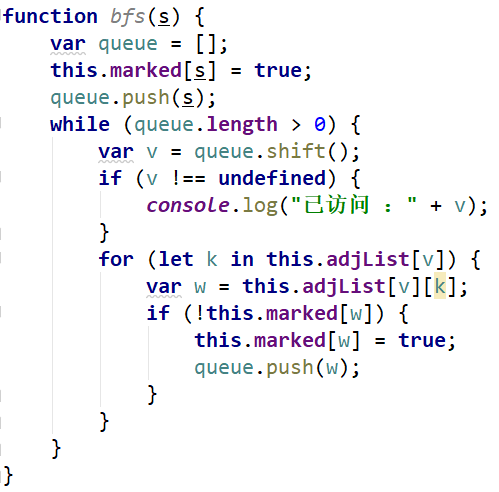 function bfs(s) {
    var queue = [];
    this.marked[s] = true;
    queue.push(s);
    while (queue.length > 0) {
        var v = queue.shift();
        if (v !== undefined) {
            console.log("已访问 ：" + v);
        }
        for (let k in this.adjList[v]) {
            var w = this.adjList[v][k];
            if (!this.marked[w]) {
                this.marked[w] = true;
                queue.push(w);
            }
        }
    }
}